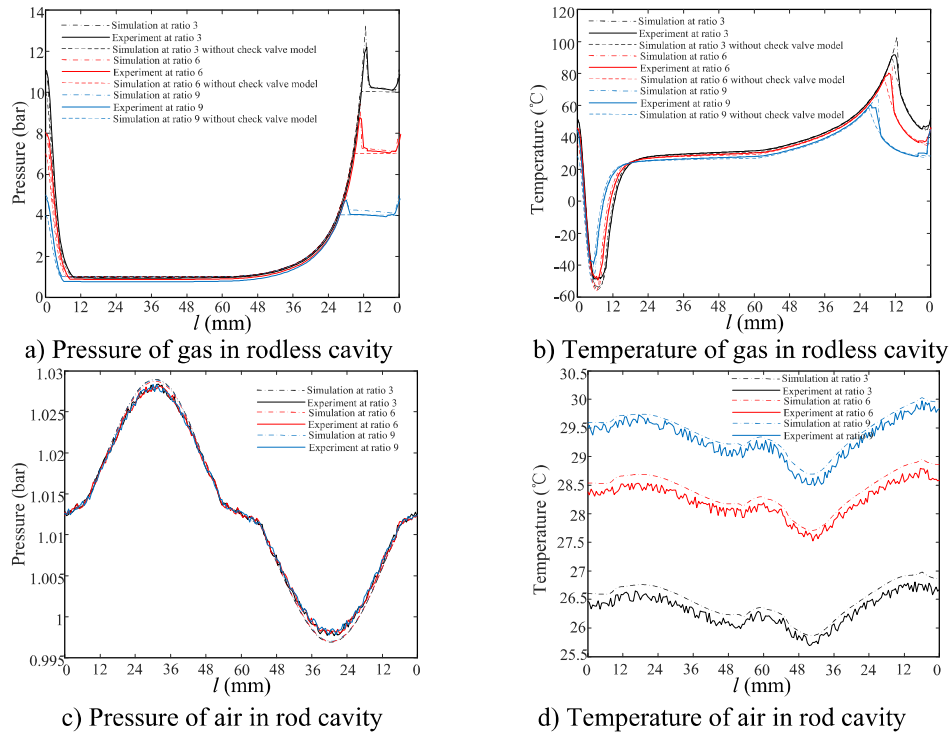 Simulation at ratio 3
Experiment at ratio 3
Simulation at ratio 3 without check valve model
Simulation at ratio 6
Experiment at ratio 6
Simulation at ratio 6 without check valve model
Simulation at ratio 9
Experiment at ratio 9
Simulation at ratio 9 without check valve model
14
12
10
8
6
4
2
0
Pressure (bar)
0 12 24 36 48 48 36 24 12 0
l (mm)
a) Pressure of gas in rodless cavity
Simulation at ratio 3
Experiment at ratio 3
Simulation at ratio 3 without check valve model
Simulation at ratio 6
Experiment at ratio 6
Simulation at ratio 6 without check valve model
Simulation at ratio 9
Experiment at ratio 9
Simulation at ratio 9 without check valve model
120
100
80
60
40
20
0
-20
-40
-60
Temperature (℃)
0 12 24 36 48 60 48 36 24 12 0
l (mm)
b) Temperature of gas in rodless cavity
Simulation at ratio 3
Experiment at ratio 3
Simulation at ratio 6
Experiment at ratio 6
Simulation at ratio 9
Experiment at ratio 9
1.03
1.026
1.02
1.014
1.01
1.005
1
0.995
Pressure (bar)
0 12 24 36 48 60 48 36 24 12 0
l (mm)
c) Pressure of air in rod cavity
Simulation at ratio 3
Experiment at ratio 3
Simulation at ratio 6
Experiment at ratio 6
Simulation at ratio 9
Experiment at ratio 9
30.5
30
29.5
29
28.5
28
27.5
27
26.5
26
25.5
Temperature (℃)
0 12 24 36 48 60 48 36 24 12 0
l (mm)
d) Temperature of air in rod cavity